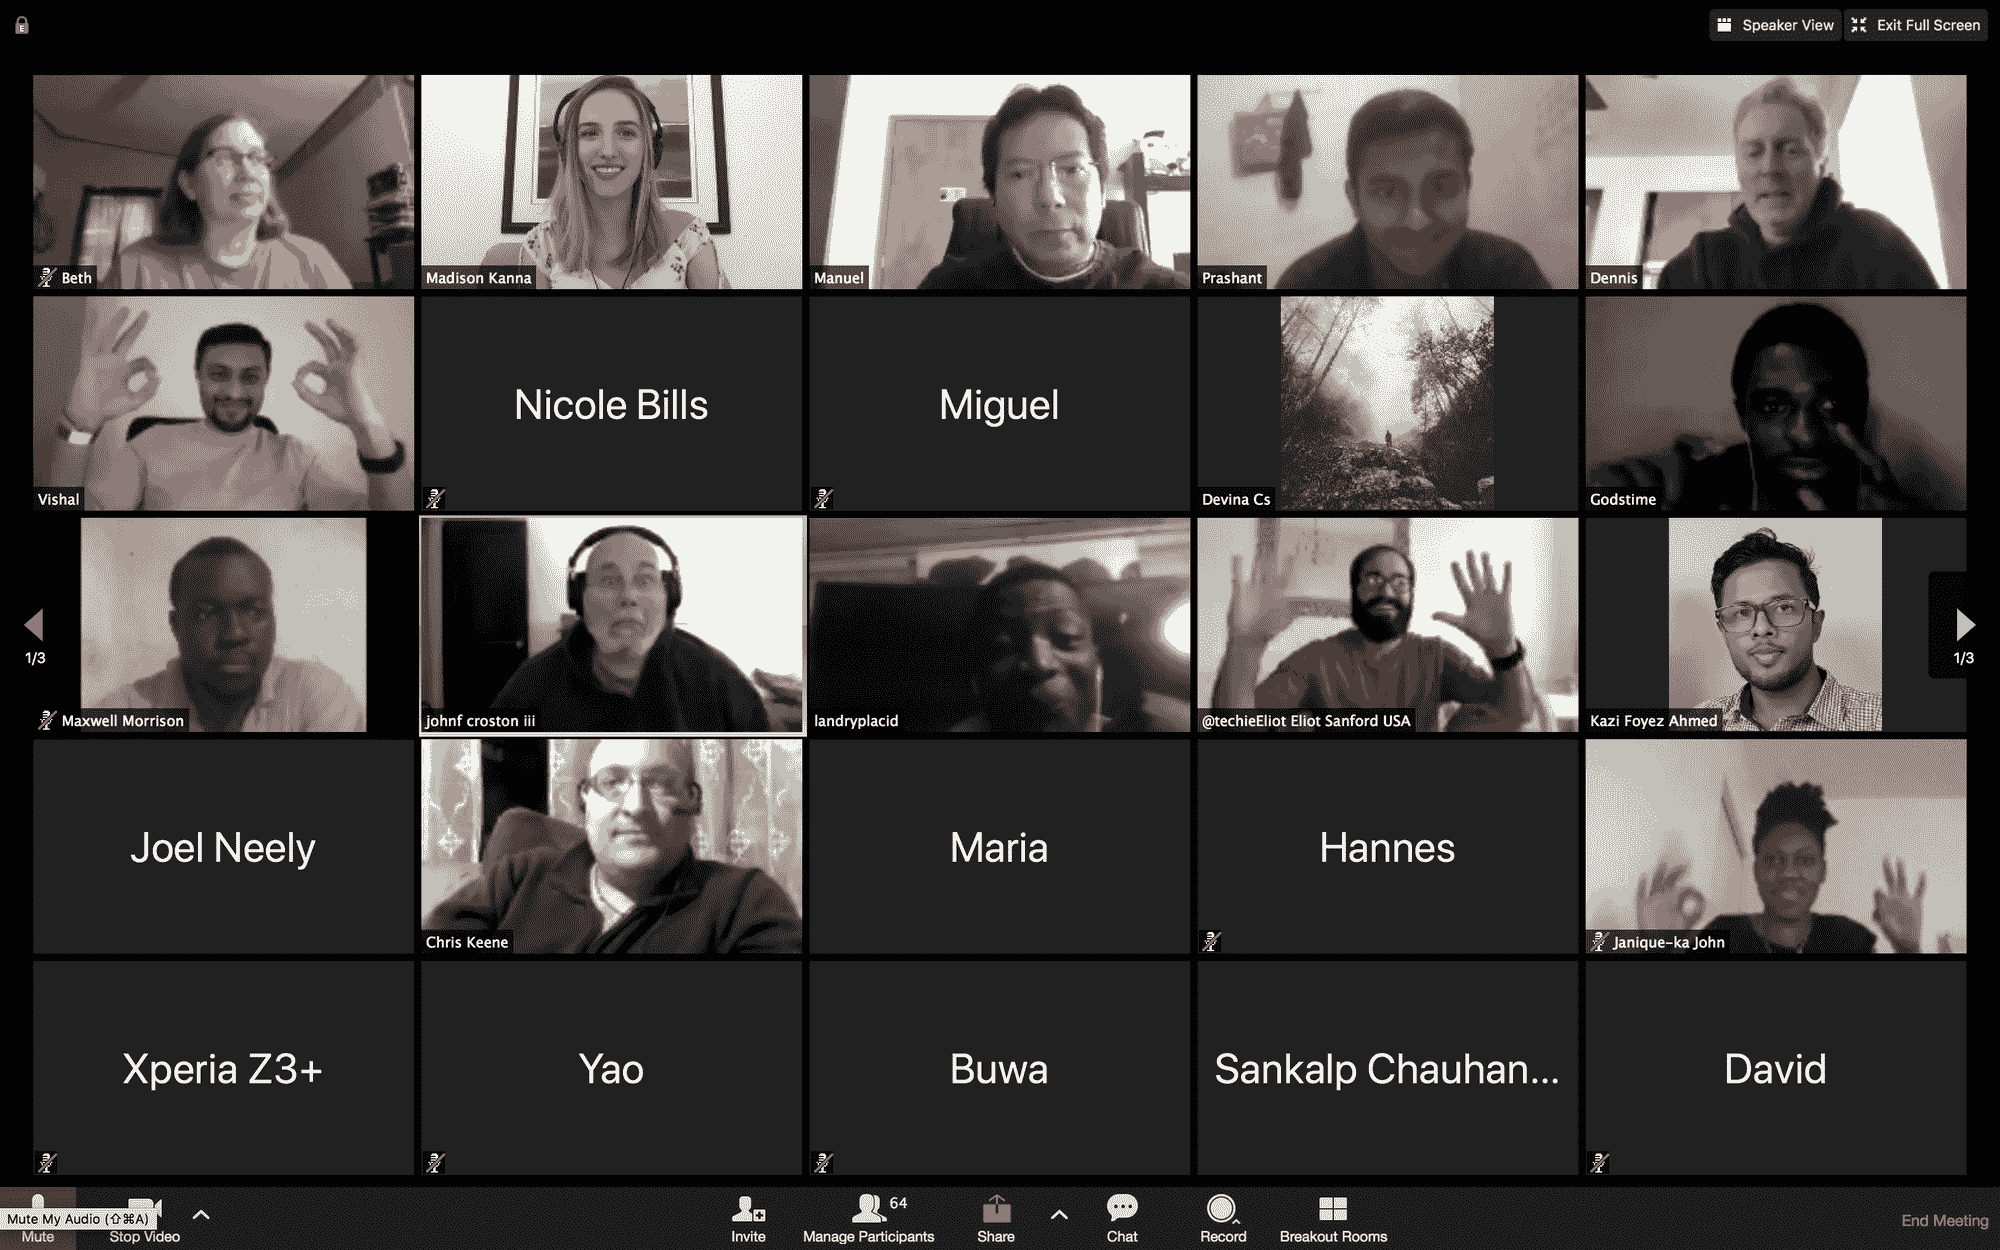 Speaker View
Exit Full Screen
Beth
Madison Kanna
Manuel
Prashant
Dennis
Vishal
Nicole Bills
Miguel
Devina Cs
Godstime
Maxwell Morrison
johnf croston iii
landryplacid
@techieEliot Eliot Sanford USA
Kazi Foyez Ahmed
1/3
1/3
Joel Neely
Chris Keene
Maria
Hannes
Janique-ka John
Xperia Z3+
Yao
Buwa
Sankalp Chauhan...
David
Mute My Audio (⇧⌘A)
Mute
Stop Video
Invite
64
Manage Participants
Share
Chat
Record
Breakout Rooms
End Meeting